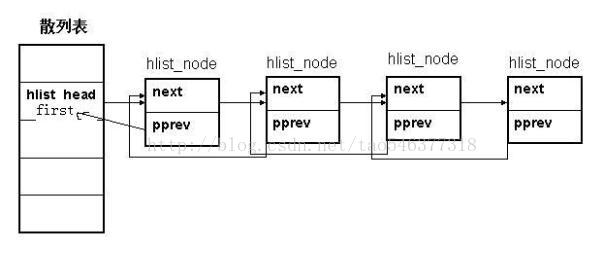 散列表
hlist_node
hlist_node
hlist_node
hlist_node
hlist head
first
next
next
next
next
pprev
pprev
pprev
pprev
http://blog.csdn.net/tao546377318